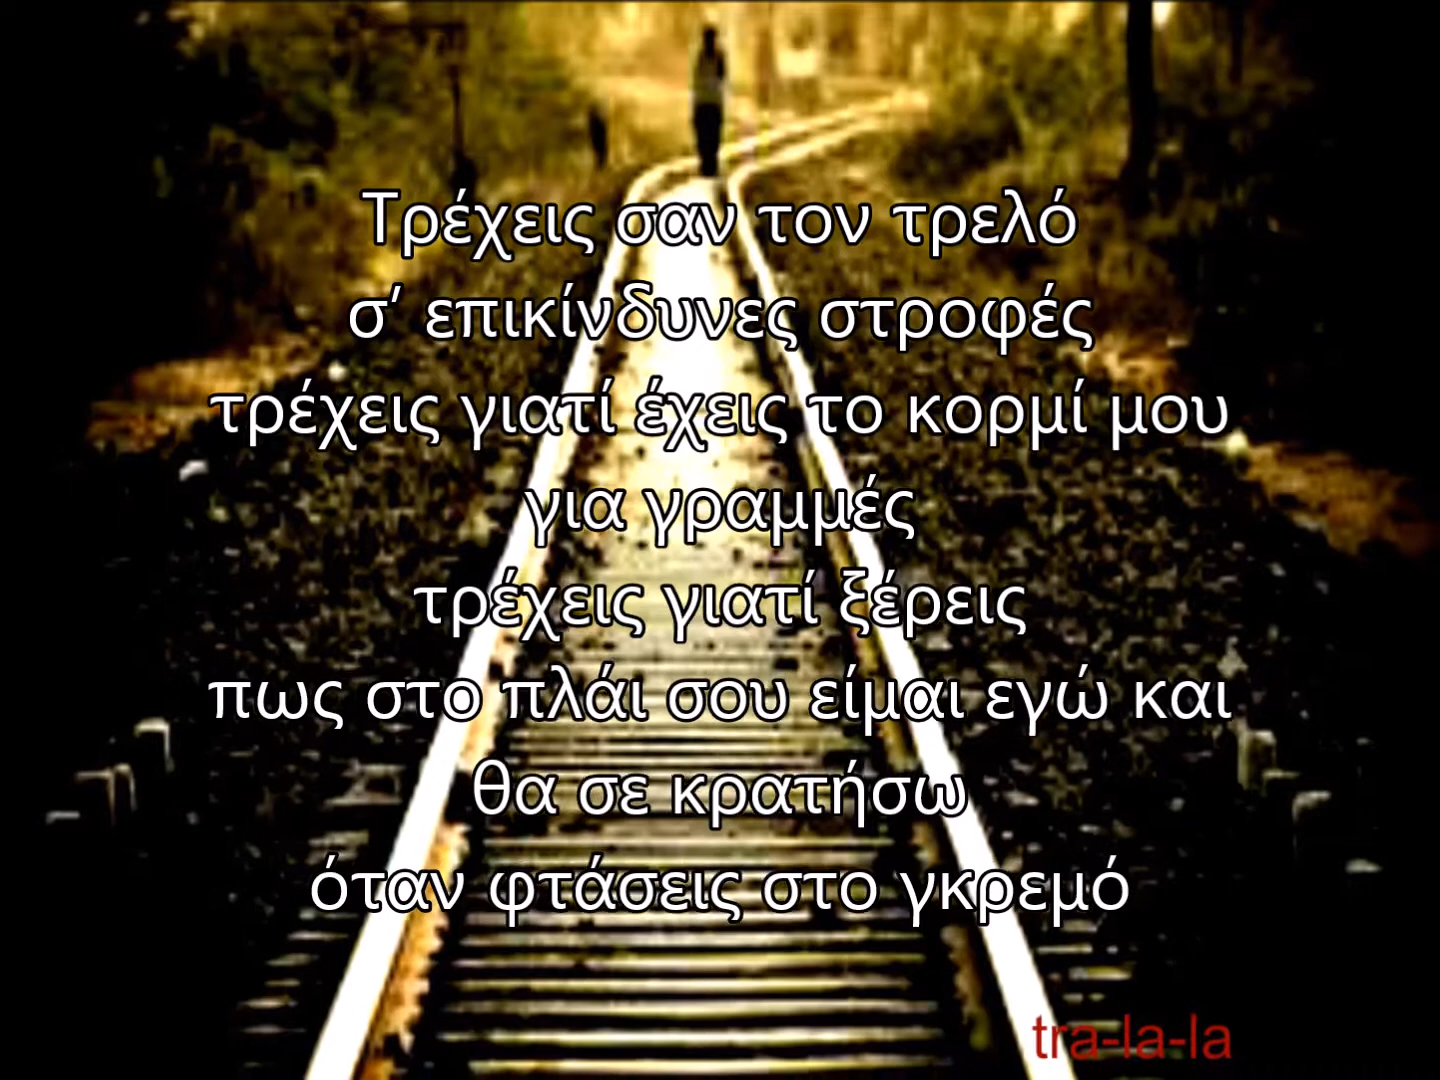 Τρέχεις σαν τον τρελό
σ' επικίνδυνες στροφές
τρέχεις γιατί έχεις το κορμί μου
για γραμμές
τρέχεις γιατί ξέρεις
πως στο πλάι σου είμαι εγώ και
θα σε κρατήσω
όταν φτάσεις στο γκρεμό
tra-la-la